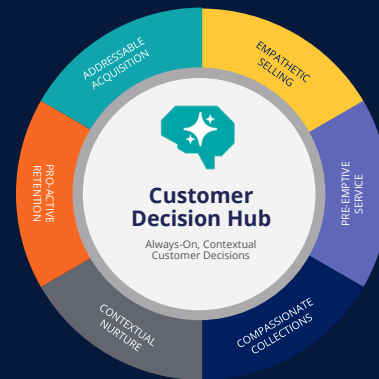 ADDRESSABLE
ACQUISITION
EMPATHETIC
SELLING
PRE-EMPTIVE
SERVICE
COMPASSIONATE
COLLECTIONS
CONTEXTUAL
NURTURE
PRO-ACTIVE
RETENTION
Customer
Decision Hub
Always-On, Contextual
Customer Decisions